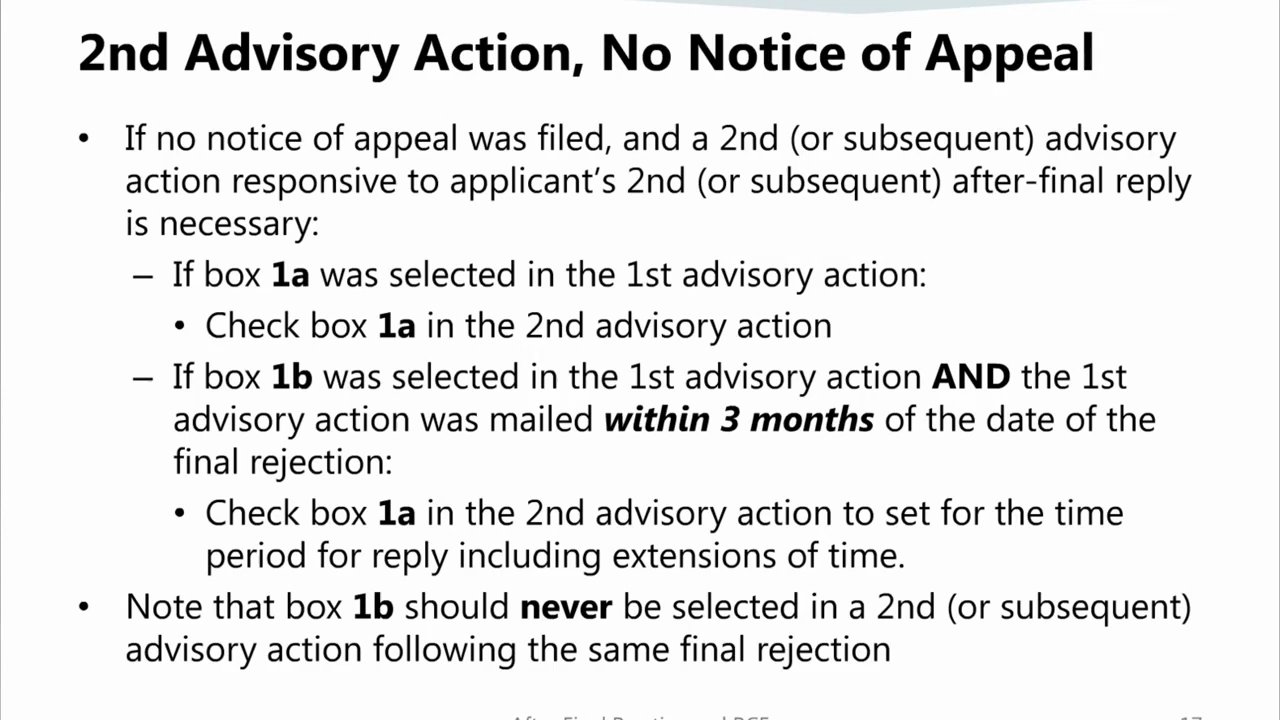 2nd Advisory Action, No Notice of Appeal
• If no notice of appeal was filed, and a 2nd (or subsequent) advisory
action responsive to applicant’s 2nd (or subsequent) after-final reply
is necessary:
– If box 1a was selected in the 1st advisory action:
• Check box 1a in the 2nd advisory action
– If box 1b was selected in the 1st advisory action AND the 1st
advisory action was mailed within 3 months of the date of the
final rejection:
• Check box 1a in the 2nd advisory action to set for the time
period for reply including extensions of time.
• Note that box 1b should never be selected in a 2nd (or subsequent)
advisory action following the same final rejection